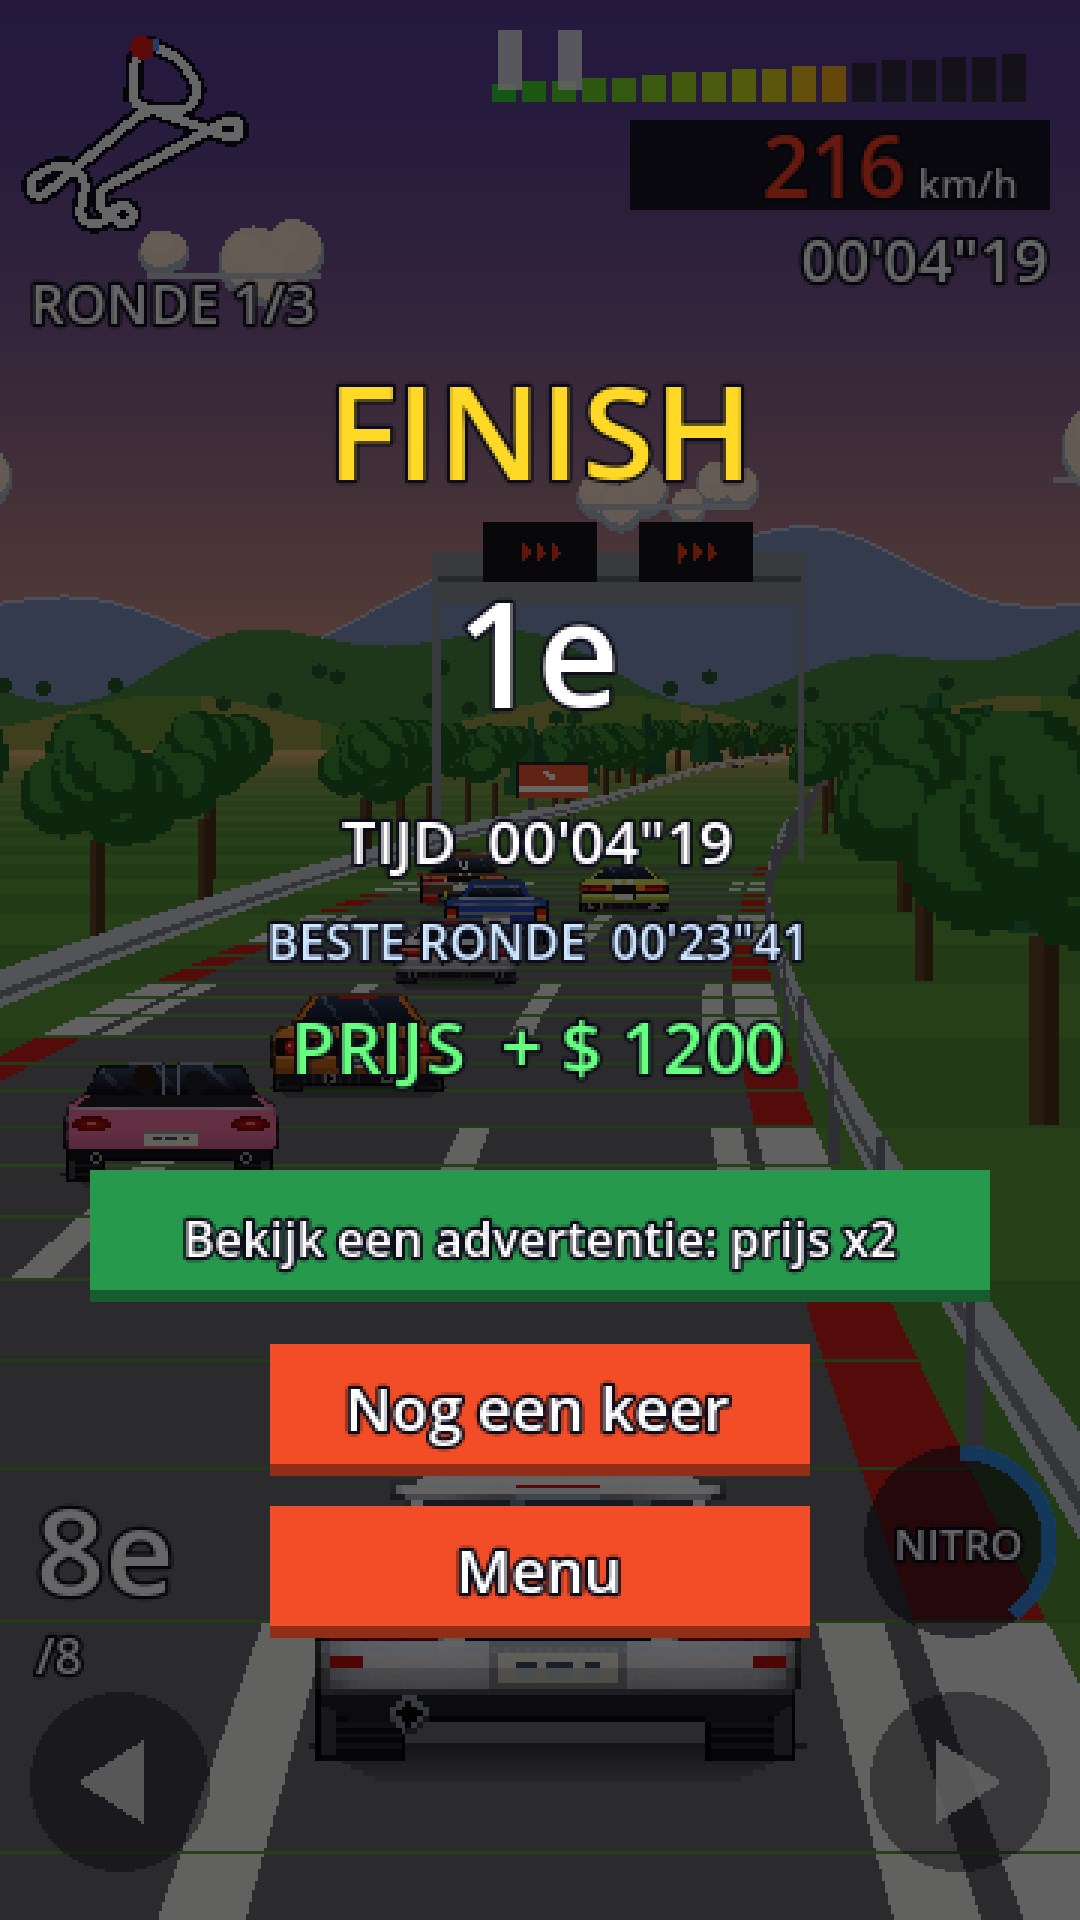 216 km/h
00'04"19
RONDE 1/3
FINISH
1e
TIJD 00'04"19
BESTE RONDE 00'23"41
PRIJS + $ 1200
Bekijk een advertentie: prijs x2
Nog een keer
Menu
8e
/8
NITRO